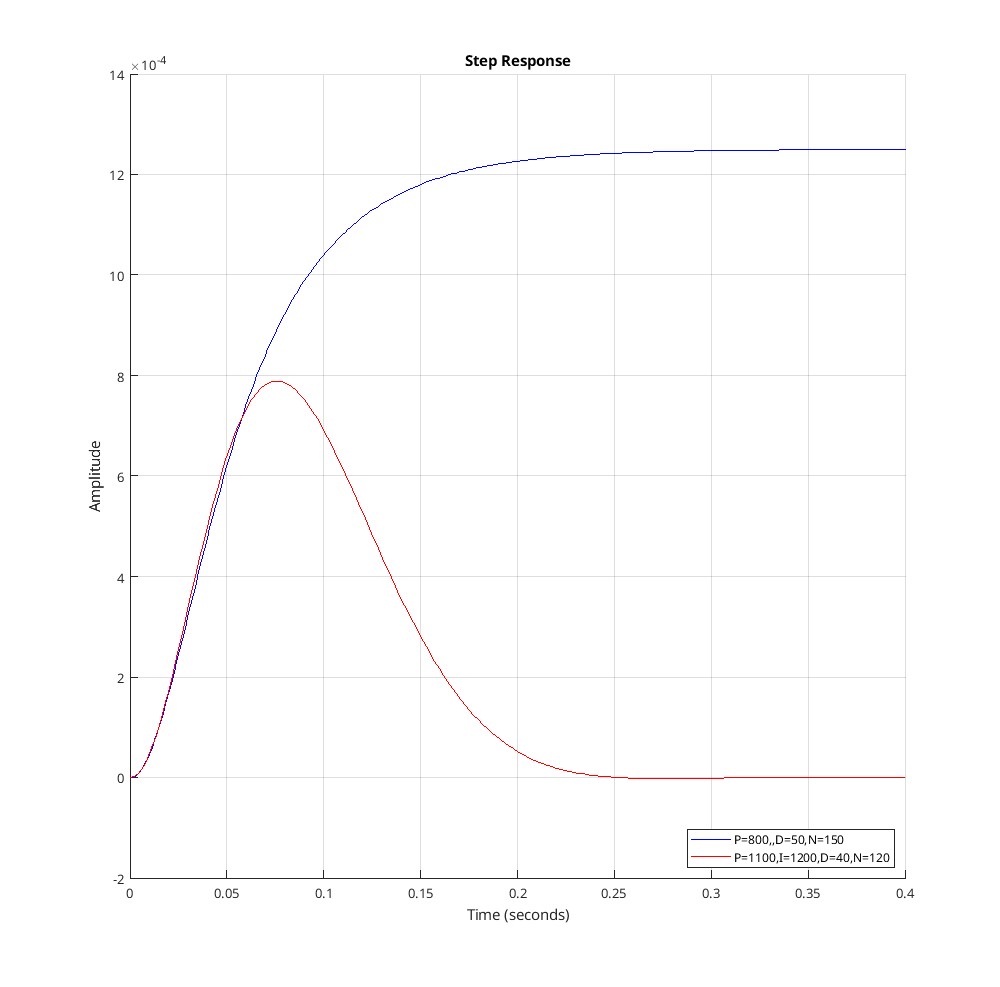 Step Response
×10⁻⁴
14
12
10
8
6
4
2
0
-2
Amplitude
0 0.05 0.1 0.15 0.2 0.25 0.3 0.35 0.4
Time (seconds)
P=800,,D=50,N=150
P=1100,I=1200,D=40,N=120